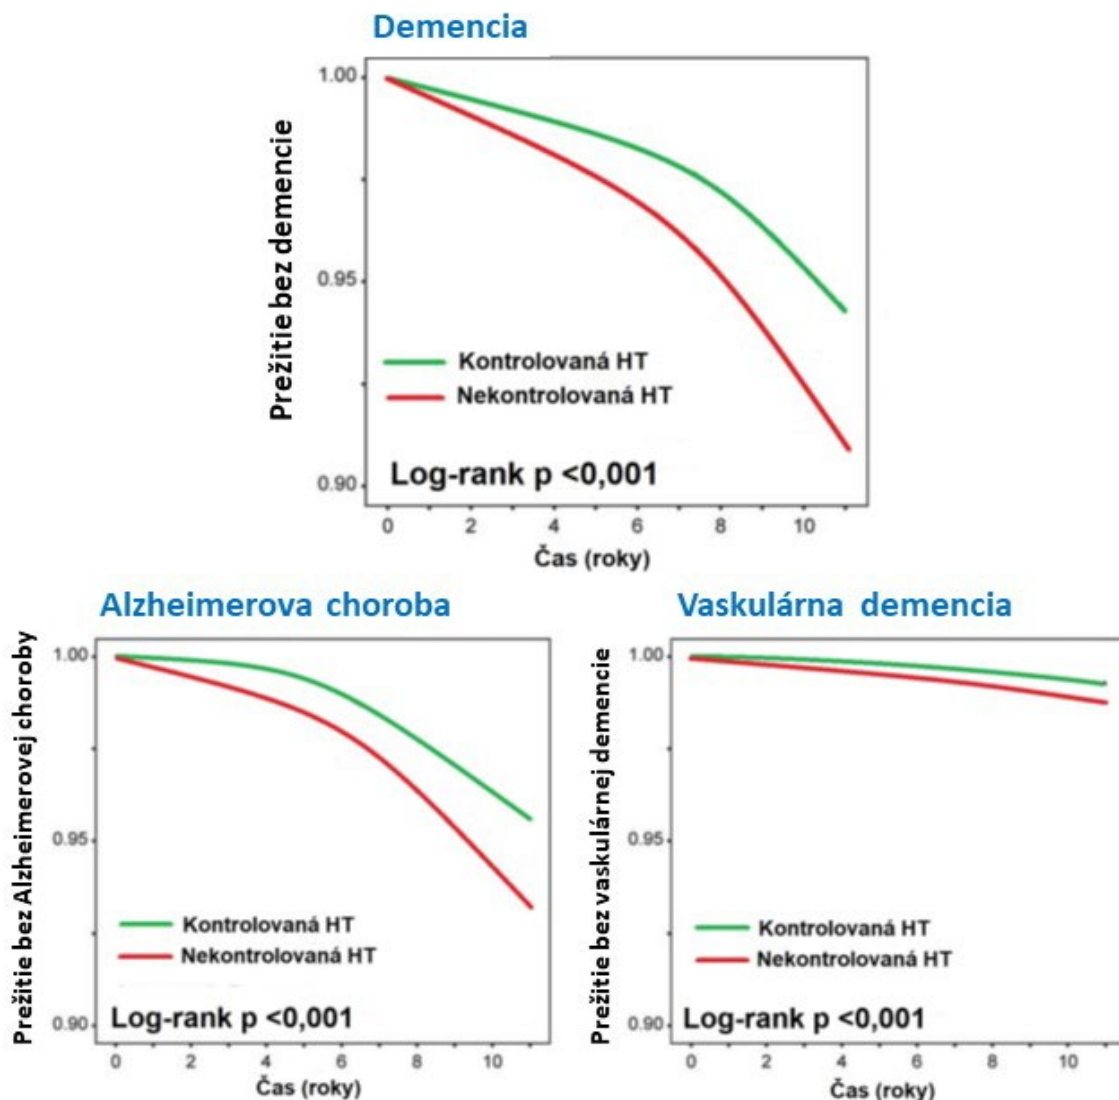 Demencia
Prežitie bez demencie
1.00
0.95
0.90
Kontrolovaná HT
Nekontrolovaná HT
Log-rank p <0,001
0 2 4 6 8 10
Čas (roky)
Alzheimerova choroba
Prežitie bez Alzheimerovej choroby
1.00
0.95
0.90
Kontrolovaná HT
Nekontrolovaná HT
Log-rank p <0,001
0 2 4 6 8 10
Čas (roky)
Vaskulárna demencia
Prežitie bez vaskulárnej demencie
1.00
0.95
0.90
Kontrolovaná HT
Nekontrolovaná HT
Log-rank p <0,001
0 2 4 6 8 10
Čas (roky)